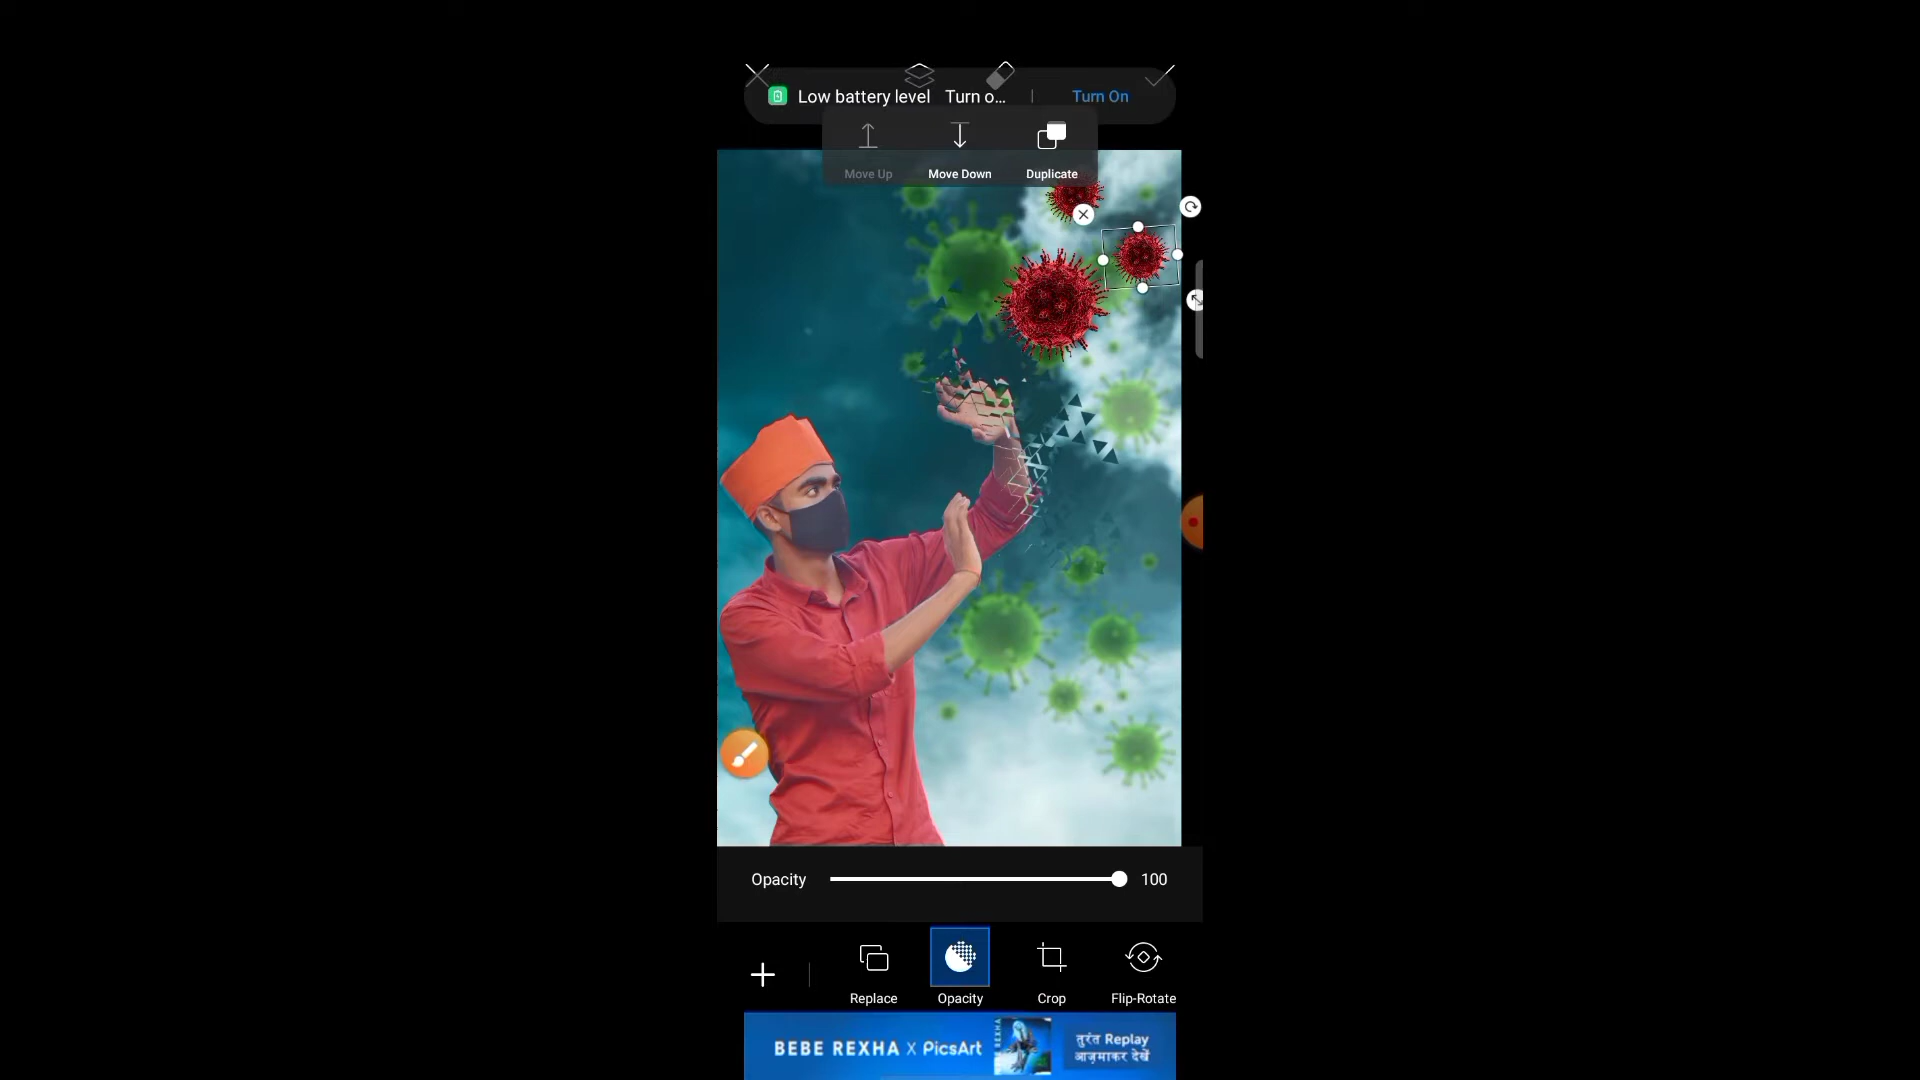 Low battery level Turn o... | Turn On
Move Up Move Down Duplicate
Opacity 100
Replace Opacity Crop Flip-Rotate
BEBE REXHA X PicsArt
REXHA
तुरंत Replay
आज़माकर देखें